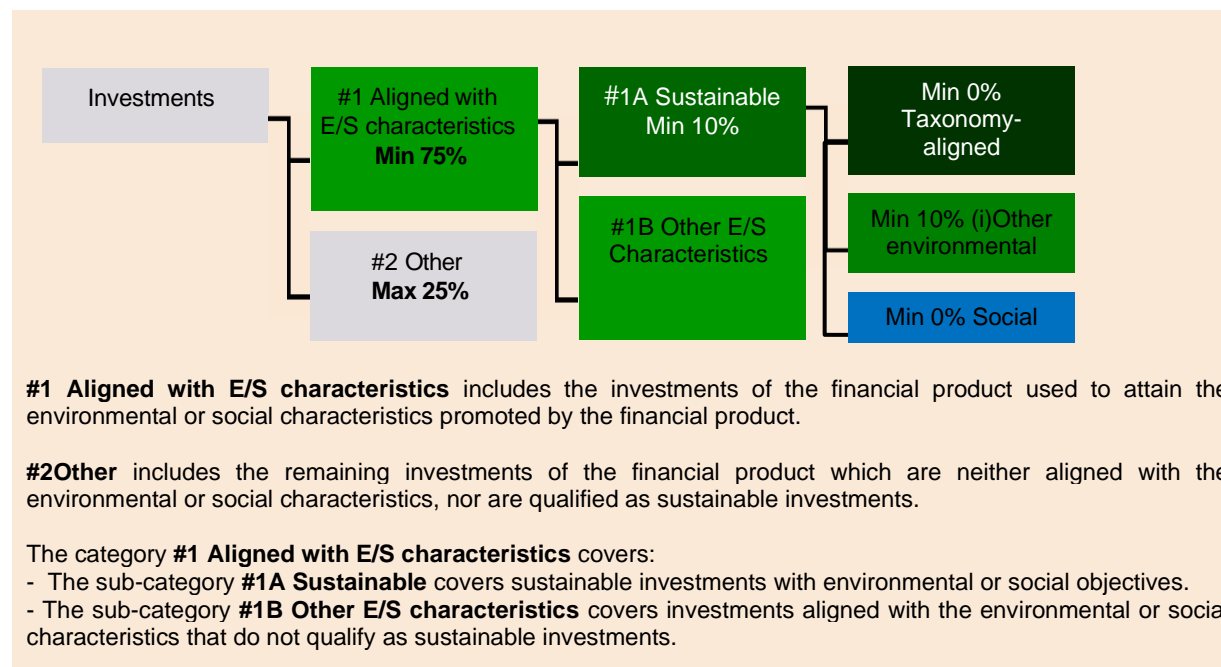 Investments
#1 Aligned with
E/S characteristics
Min 75%
#2 Other
Max 25%
#1A Sustainable
Min 10%
#1B Other E/S
Characteristics
Min 0%
Taxonomy-
aligned
Min 10% (i)Other
environmental
Min 0% Social
#1 Aligned with E/S characteristics includes the investments of the financial product used to attain the
environmental or social characteristics promoted by the financial product.
#2Other includes the remaining investments of the financial product which are neither aligned with the
environmental or social characteristics, nor are qualified as sustainable investments.
The category #1 Aligned with E/S characteristics covers:
- The sub-category #1A Sustainable covers sustainable investments with environmental or social objectives.
- The sub-category #1B Other E/S characteristics covers investments aligned with the environmental or social
characteristics that do not qualify as sustainable investments.